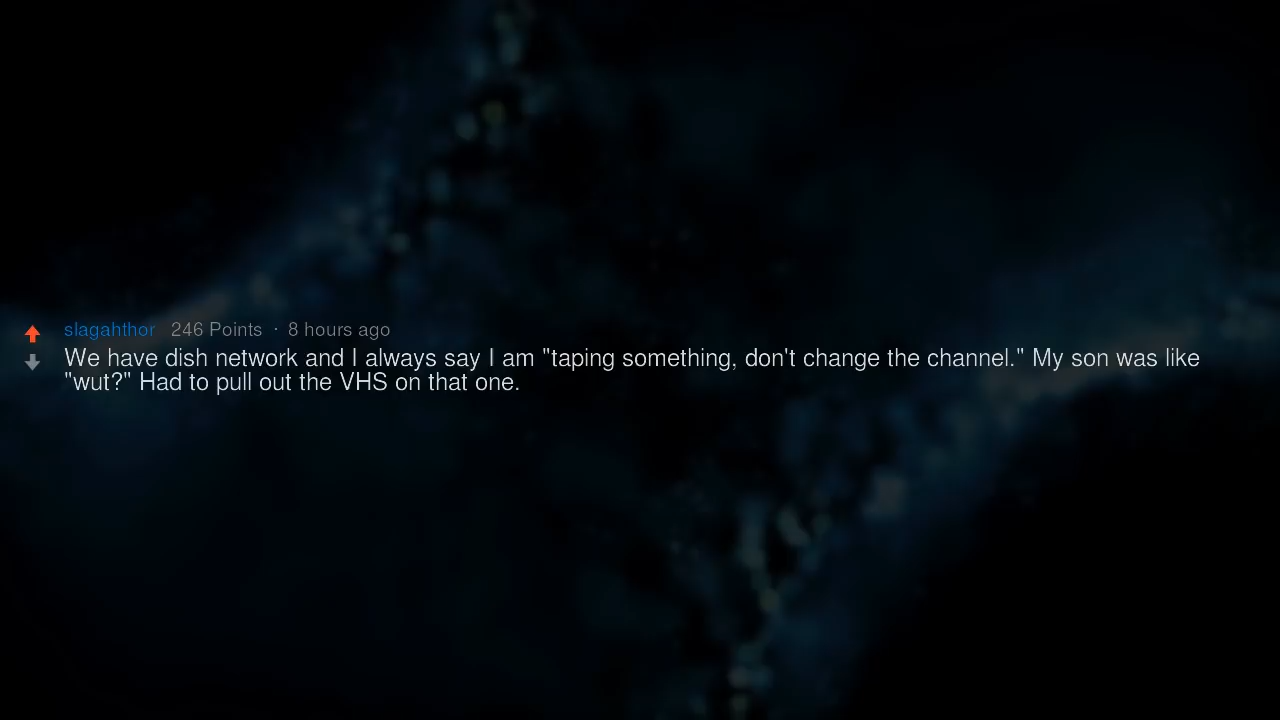 slagahthor 246 Points · 8 hours ago
We have dish network and I always say I am "taping something, don't change the channel." My son was like
"wut?" Had to pull out the VHS on that one.